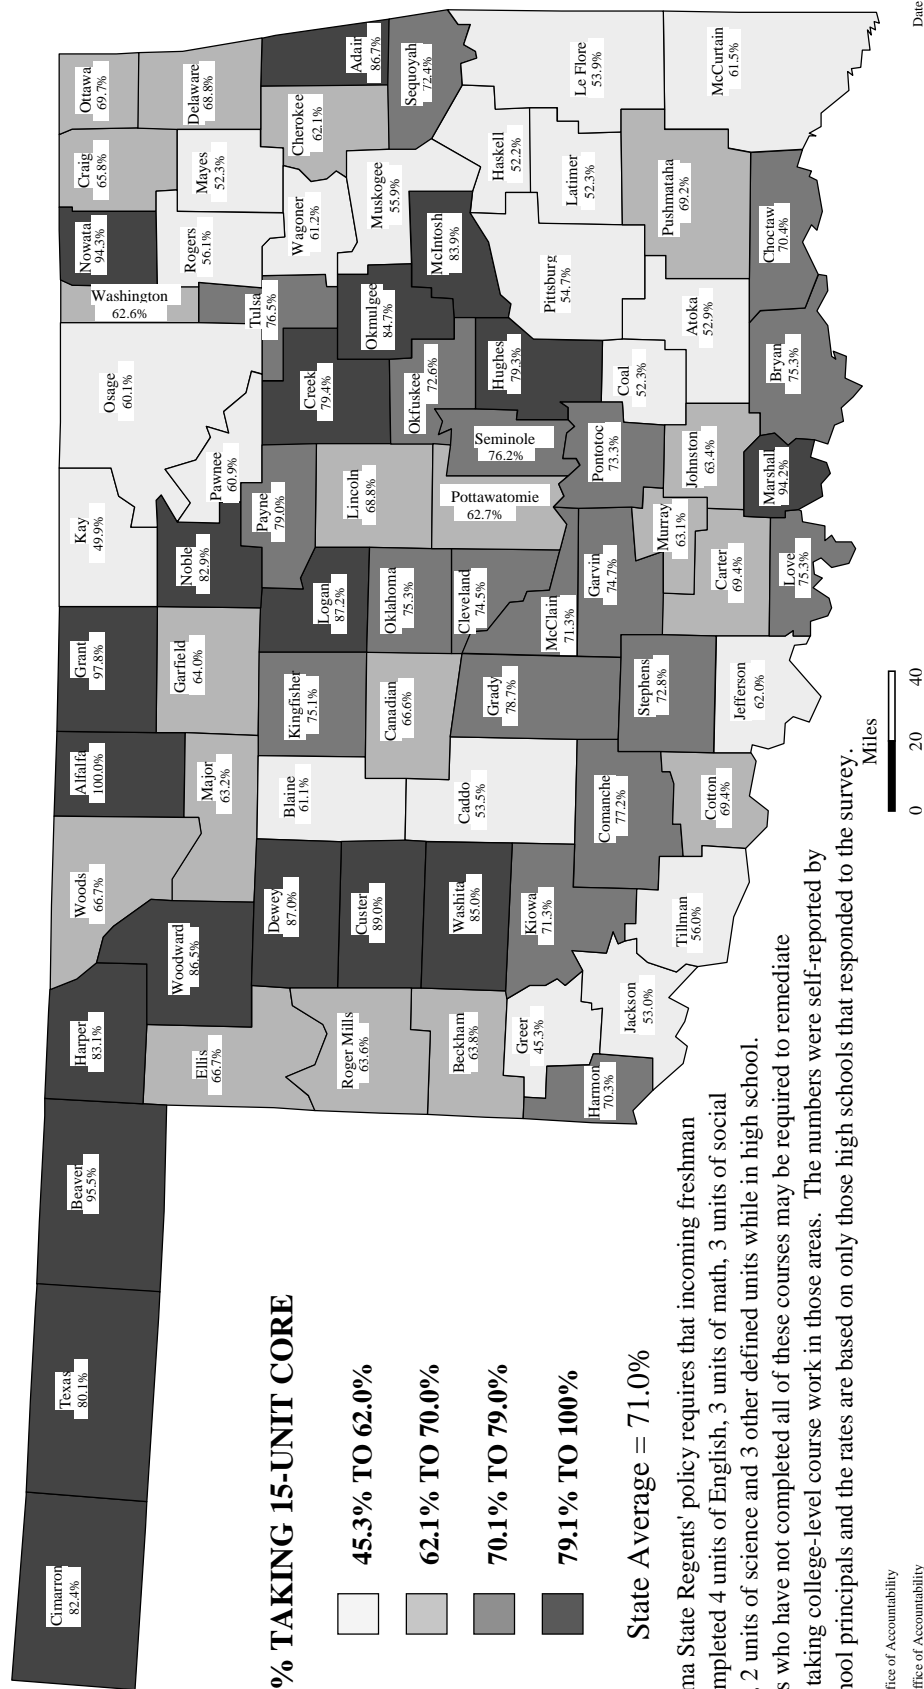 Cimarron
82.4%
Texas
80.1%
Beaver
95.5%
Harper
83.1%
Woods
66.7%
Alfalfa
100.0%
Grant
97.8%
Kay
49.9%
Osage
60.1%
Washington
62.6%
Nowata
94.3%
Craig
65.8%
Ottawa
69.7%
Ellis
66.7%
Woodward
86.5%
Major
63.2%
Garfield
64.0%
Noble
82.9%
Pawnee
60.9%
Rogers
56.1%
Mayes
52.3%
Delaware
68.8%
Roger Mills
63.6%
Dewey
87.0%
Blaine
61.1%
Kingfisher
75.1%
Logan
87.2%
Payne
79.0%
Creek
79.4%
Tulsa
76.5%
Wagoner
61.2%
Cherokee
62.1%
Adair
86.7%
Custer
89.0%
Canadian
66.6%
Oklahoma
75.3%
Lincoln
68.8%
Okfuskee
72.6%
Okmulgee
84.7%
Muskogee
55.9%
McIntosh
83.9%
Sequoyah
72.4%
Beckham
63.8%
Washita
85.0%
Caddo
53.5%
Grady
78.7%
Cleveland
74.5%
McClain
71.3%
Pottawatomie
62.7%
Seminole
76.2%
Hughes
79.3%
Pittsburg
54.7%
Haskell
52.2%
Latimer
52.3%
Le Flore
53.9%
Greer
45.3%
Kiowa
71.3%
Harmon
70.3%
Jackson
53.0%
Tillman
56.0%
Comanche
77.2%
Cotton
69.4%
Stephens
72.8%
Jefferson
62.0%
Garvin
74.7%
Murray
63.1%
Carter
69.4%
Love
75.3%
Pontotoc
73.3%
Johnston
63.4%
Marshall
94.2%
Coal
52.3%
Atoka
52.9%
Bryan
75.3%
Pushmataha
69.2%
Choctaw
70.4%
McCurtain
61.5%
% TAKING 15-UNIT CORE
45.3% TO 62.0%
62.1% TO 70.0%
70.1% TO 79.0%
79.1% TO 100%
State Average = 71.0%
ma State Regents' policy requires that incoming freshman
mpleted 4 units of English, 3 units of math, 3 units of social
, 2 units of science and 3 other defined units while in high school.
s who have not completed all of these courses may be required to remediate
taking college-level course work in those areas.  The numbers were self-reported by
hool principals and the rates are based on only those high schools that responded to the survey.
Miles
0 20 40
fice of Accountability
ffice of Accountability
Date